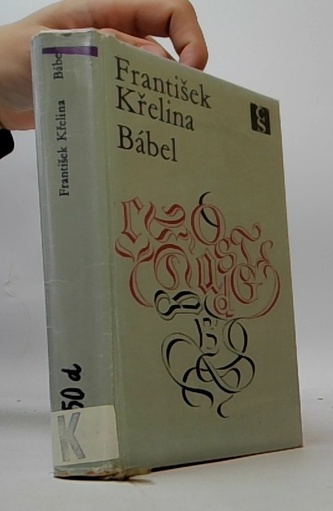 František
Křelina
Bábel
František Křelina Bábel
50 d
K